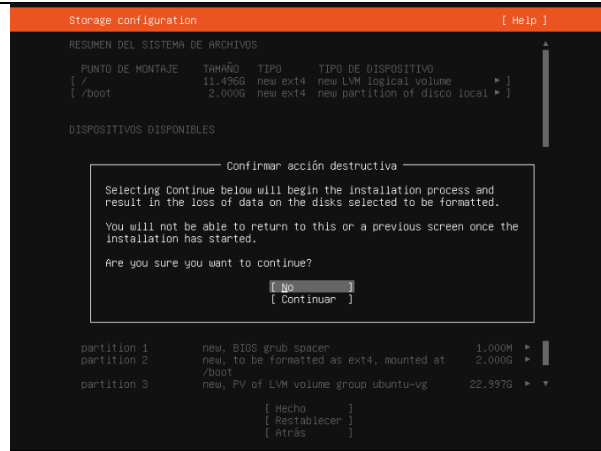 Storage configuration [ Help ]
RESUMEN DEL SISTEMA DE ARCHIVOS
PUNTO DE MONTAJE TAMAÑO TIPO TIPO DE DISPOSITIVO
[ / 11.496G new ext4 new LVM logical volume ▸ ]
[ /boot 2.000G new ext4 new partition of disco local ▸ ]
DISPOSITIVOS DISPONIBLES
Confirmar acción destructiva
Selecting Continue below will begin the installation process and
result in the loss of data on the disks selected to be formatted.
You will not be able to return to this or a previous screen once the
installation has started.
Are you sure you want to continue?
[ No ]
[ Continuar ]
partition 1 new, BIOS grub spacer 1.000M ▸
partition 2 new, to be formatted as ext4, mounted at 2.000G ▸
/boot
partition 3 new, PV of LVM volume group ubuntu-vg 22.997G ▸
[ Hecho ]
[ Restablecer ]
[ Atrás ]